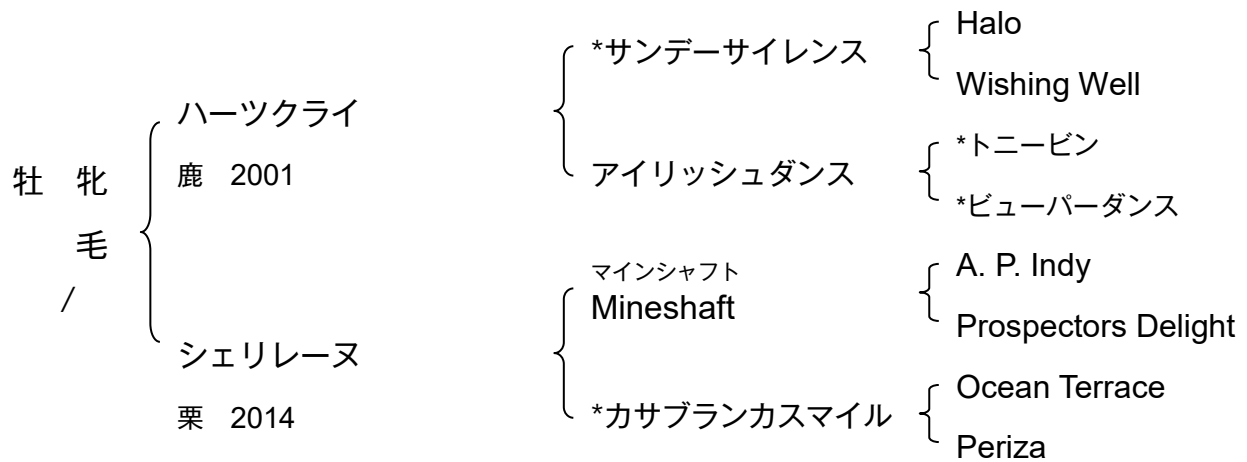 牡 牝
毛
/
ハーツクライ
鹿 2001
シェリレーヌ
栗 2014
*サンデーサイレンス
アイリッシュダンス
マインシャフト
Mineshaft
*カサブランカスマイル
Halo
Wishing Well
*トニービン
*ビューパーダンス
A. P. Indy
Prospectors Delight
Ocean Terrace
Periza